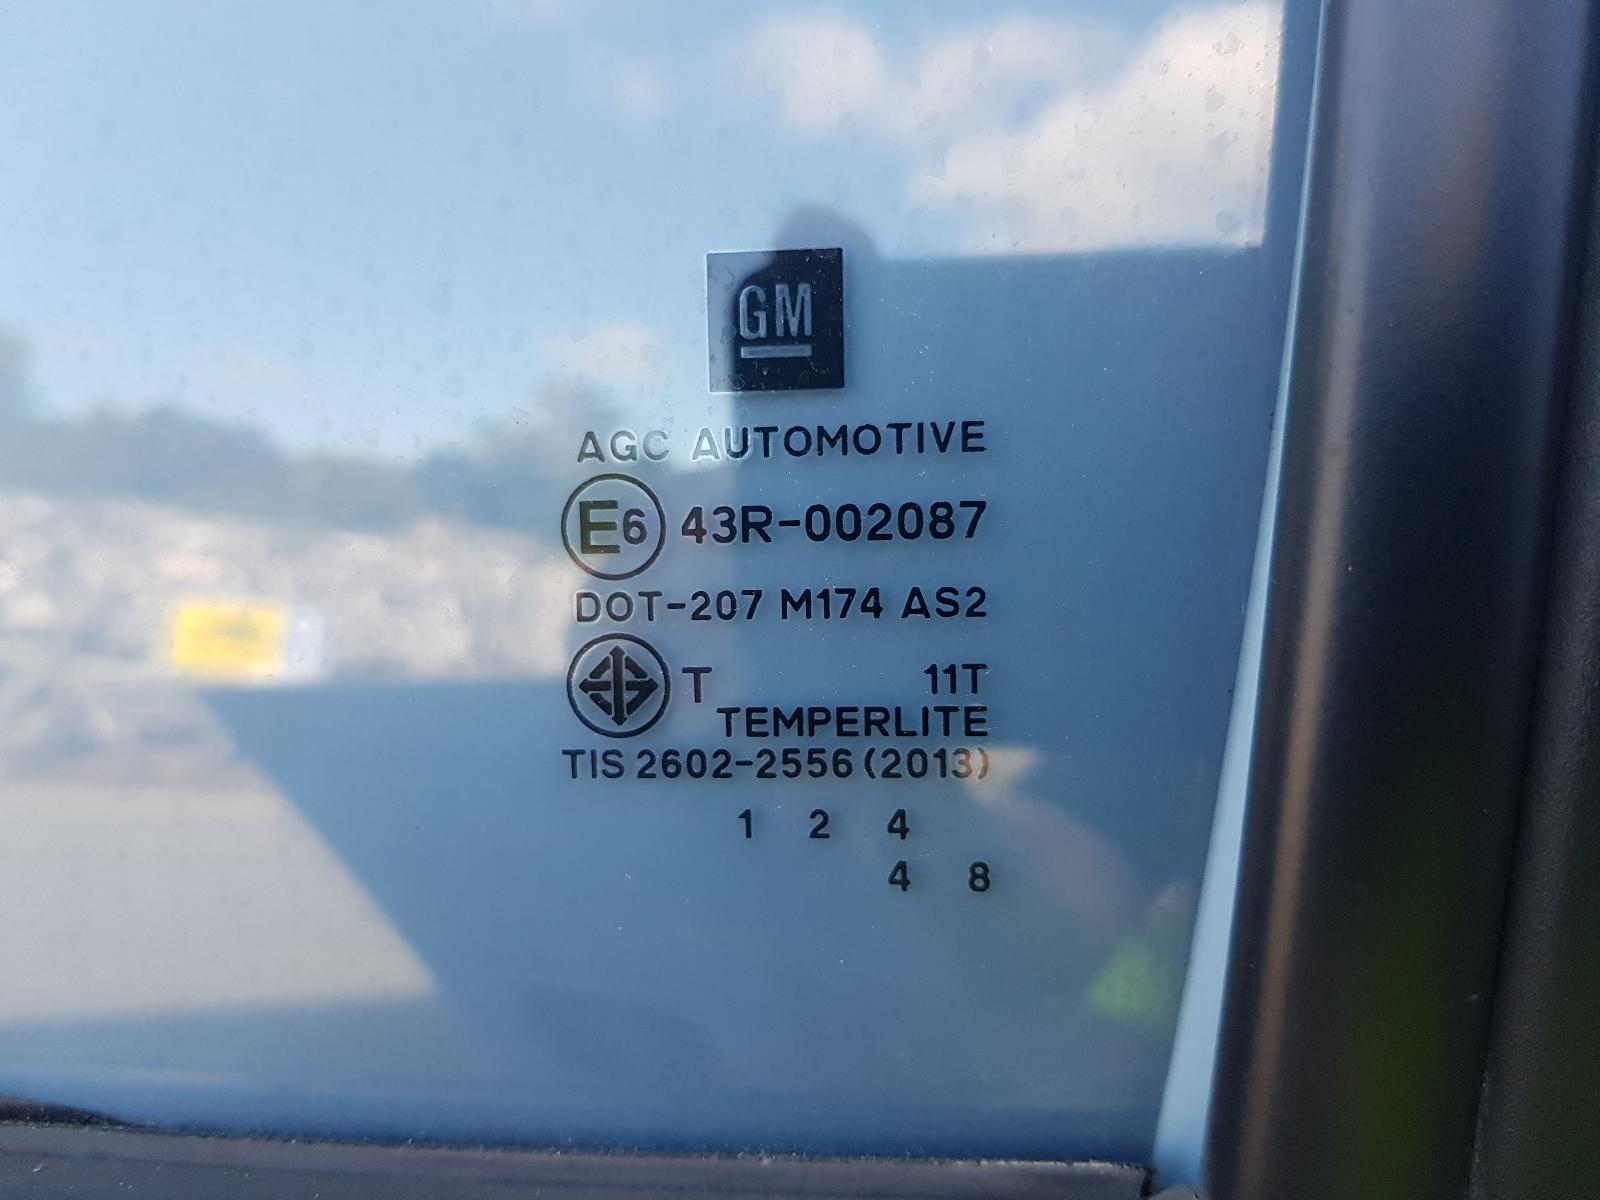 GM
AGC AUTOMOTIVE
E6 43R-002087
DOT-207 M174 AS2
T 11T
TEMPERLITE
TIS 2602-2556 (2013)
1 2 4
4 8